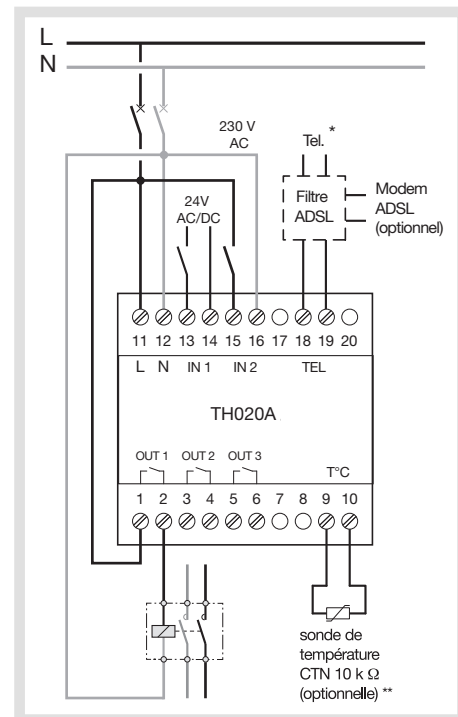 L
N
230 V
AC
Tel. *
24V
AC/DC
Filtre
ADSL
Modem
ADSL
(optionnel)
11 12 13 14 15 16 17 18 19 20
L N IN 1 IN 2 TEL
TH020A
OUT 1 OUT 2 OUT 3
T°C
1 2 3 4 5 6 7 8 9 10
sonde de
température
CTN 10 k Ω
(optionnelle) **